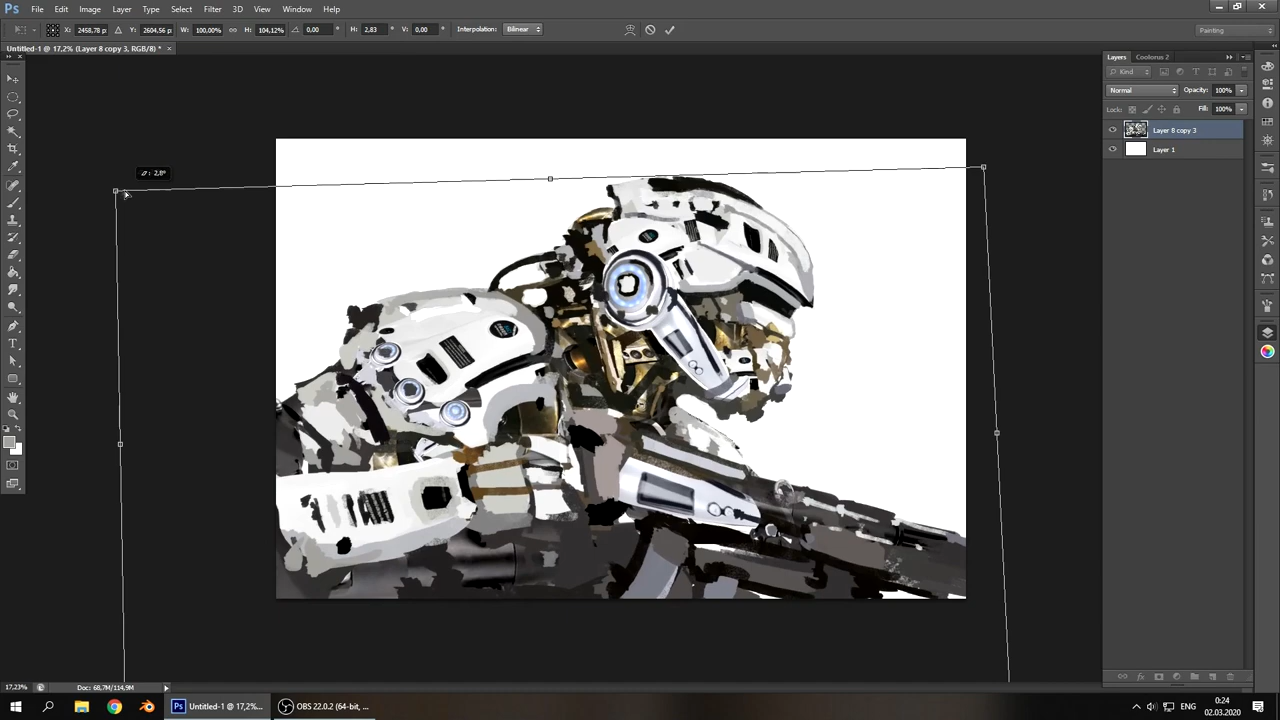 Ps File Edit Image Layer Type Select Filter 3D View Window Help
X: 2458,78 p Y: 2604,56 p W: 100,00% H: 104,12% 0,00 ° H: 2,83 ° V: 0,00 ° Interpolation: Bilinear Painting
Untitled-1 @ 17,2% (Layer 8 copy 3, RGB/8) * ×
Layers Coolorus 2
Kind
Normal Opacity: 100%
Lock: Fill: 100%
Layer 8 copy 3
Layer 1
2,8°
17,23% Doc: 68,7M/114,9M
Ps Untitled-1 @ 17,2%... OBS 22.0.2 (64-bit, ... ENG 0:24
02.03.2020